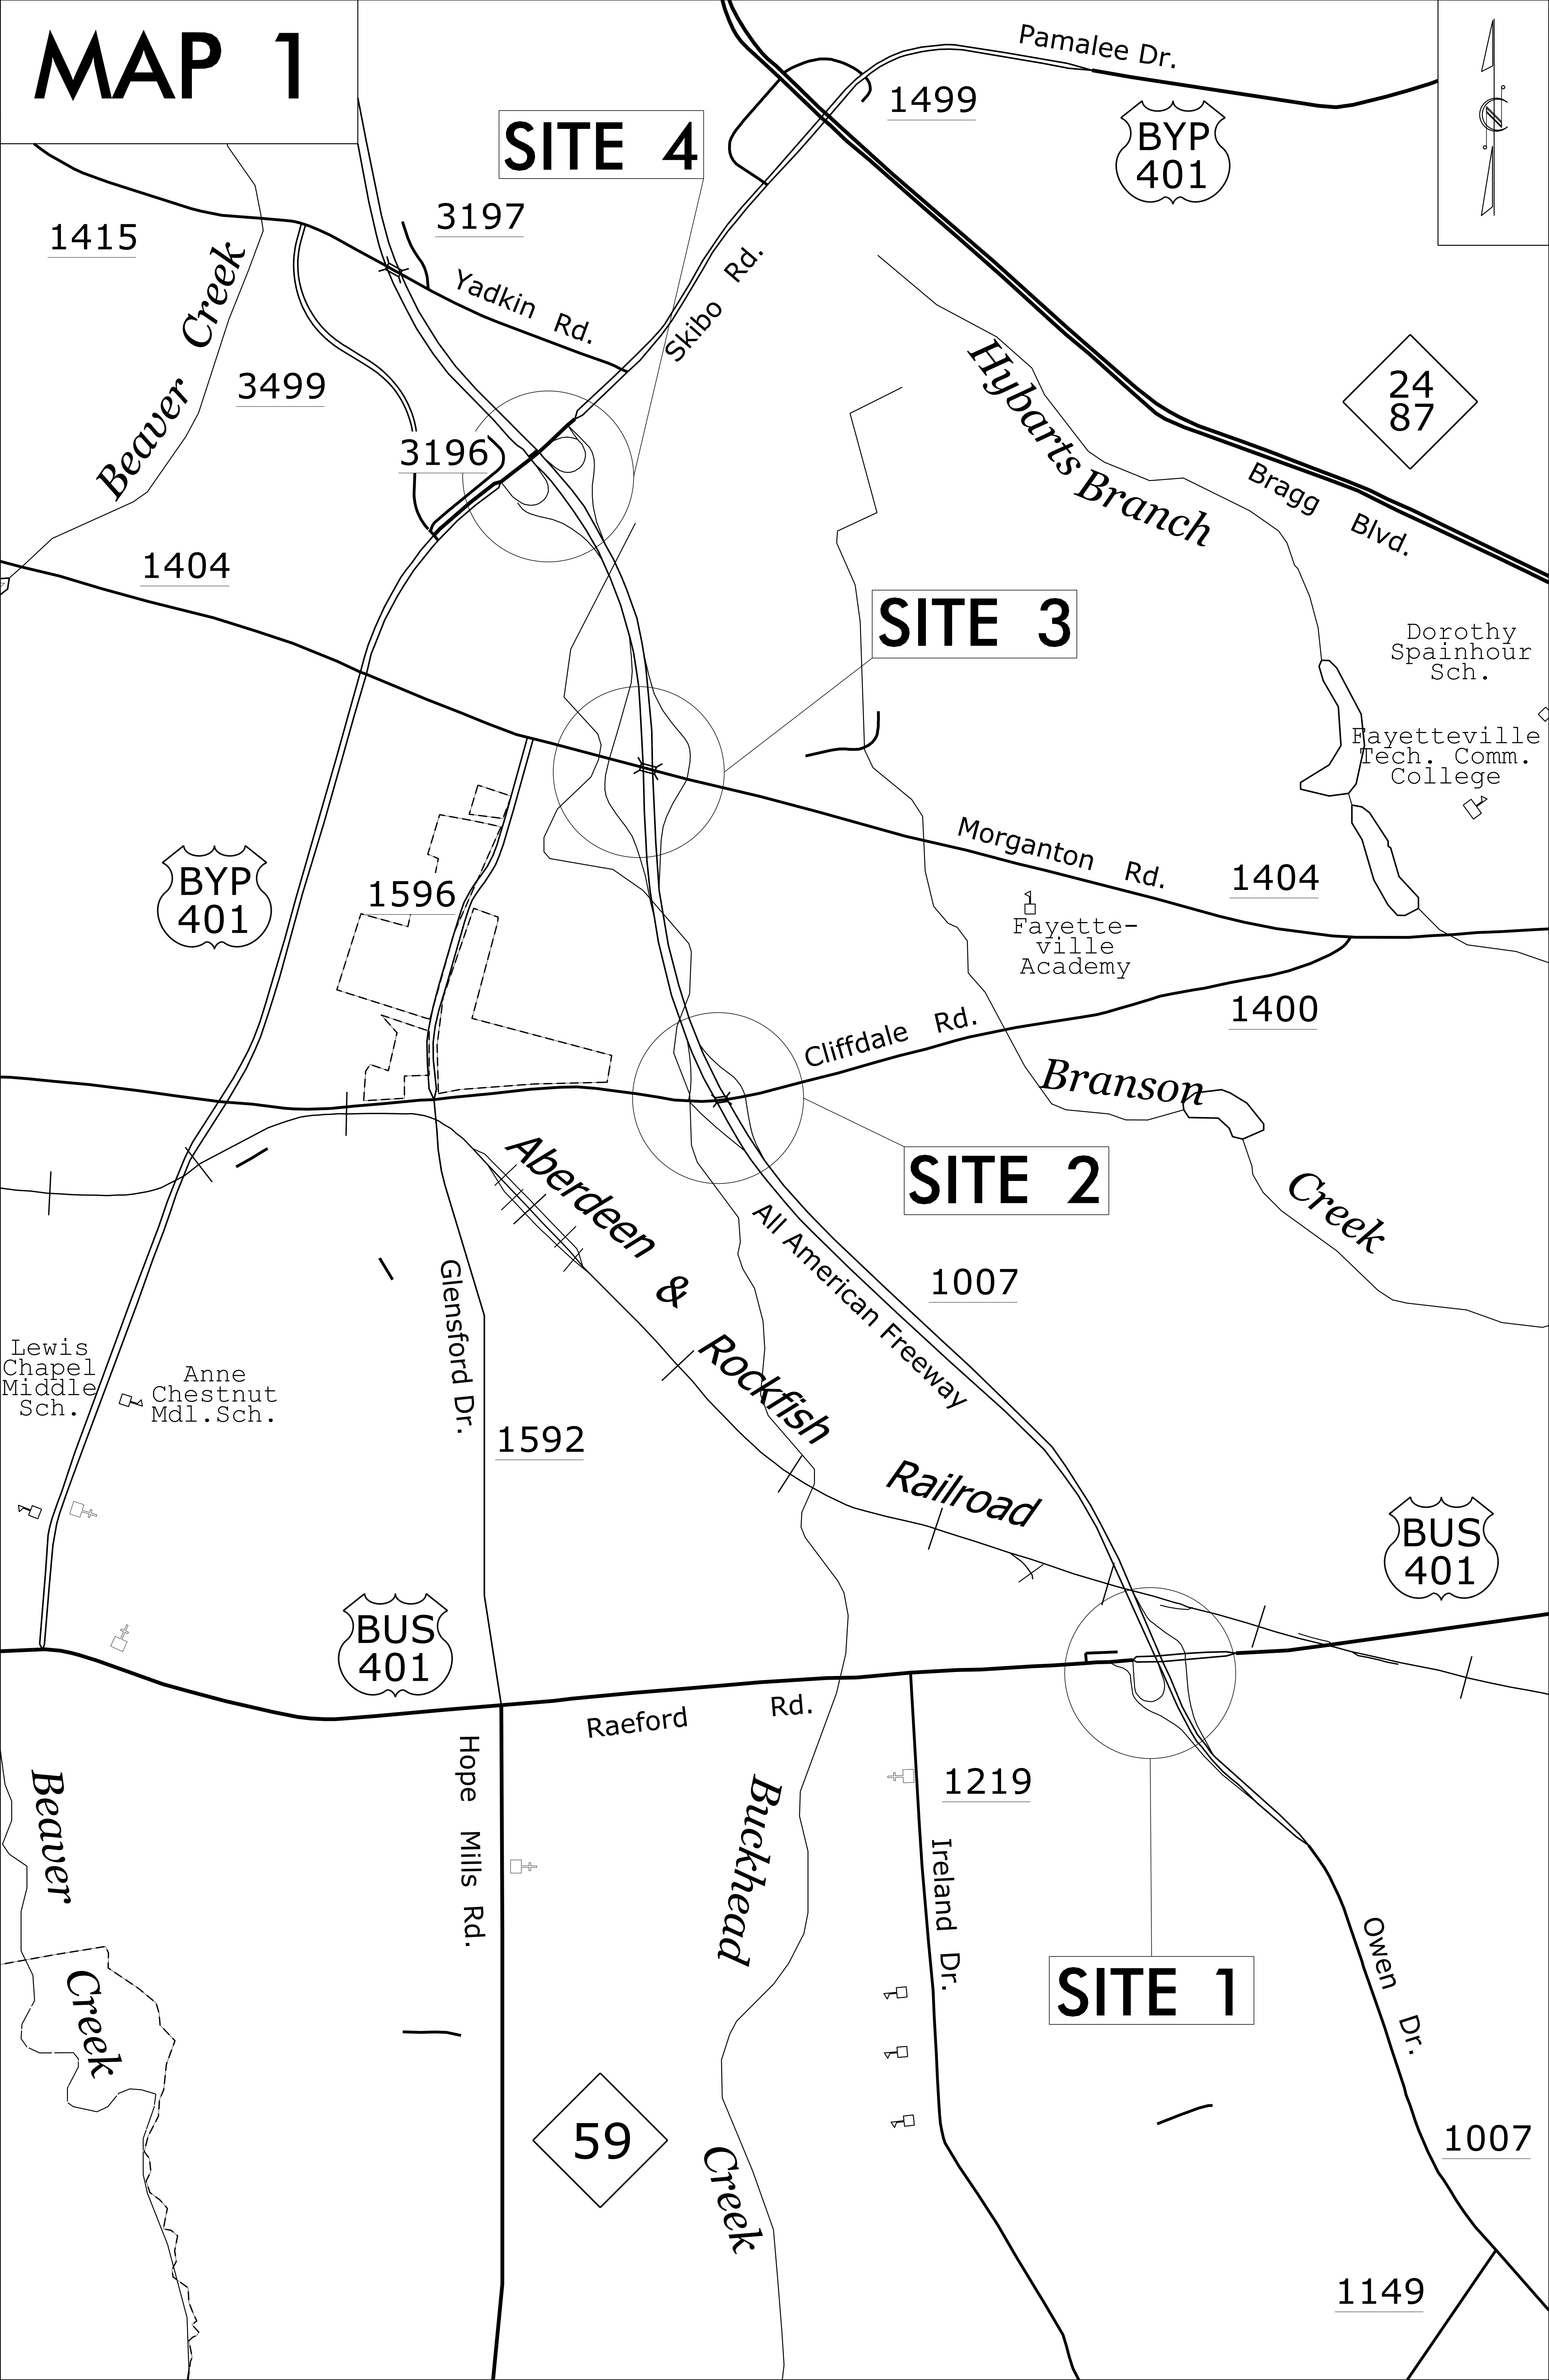 MAP 1
Pamalee Dr.
1499
BYP
401
N
SITE 4
3197
1415
Beaver Creek
Yadkin Rd.
Skibo Rd.
3499
3196
Hybarts Branch
24
87
Bragg Blvd.
1404
SITE 3
Dorothy
Spainhour
Sch.
Fayetteville
Tech. Comm.
College
BYP
401
1596
Morganton Rd.
1404
Fayette-
ville
Academy
1400
Cliffdale Rd.
Branson
Creek
SITE 2
Aberdeen & Rockfish Railroad
All American Freeway
1007
Glensford Dr.
Lewis
Chapel
Middle
Sch.
Anne
Chestnut
Mdl.Sch.
1592
BUS
401
BUS
401
Raeford Rd.
Hope Mills Rd.
1219
Beaver
Creek
Buckhead
Creek
Ireland Dr.
SITE 1
Owen Dr.
59
1007
1149